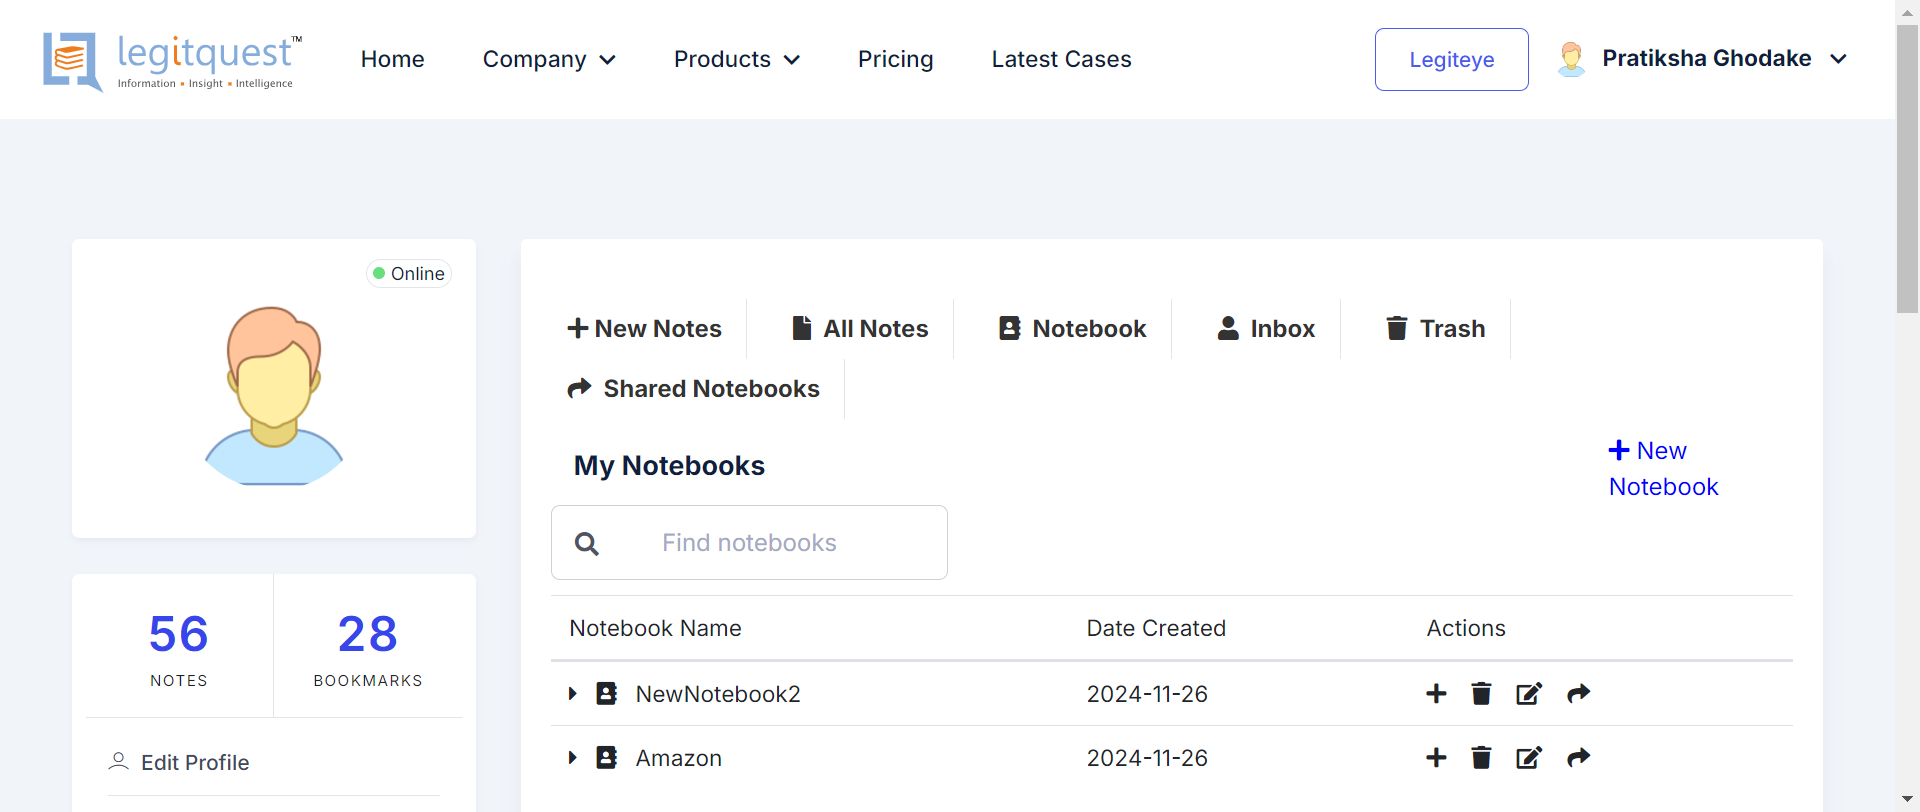 legitquest™
Information • Insight • Intelligence
Home Company Products Pricing Latest Cases
Legiteye
Pratiksha Ghodake
Online
56
NOTES
28
BOOKMARKS
Edit Profile
New Notes All Notes Notebook Inbox Trash
Shared Notebooks
My Notebooks
New
Notebook
Find notebooks
Notebook Name Date Created Actions
NewNotebook2 2024-11-26
Amazon 2024-11-26